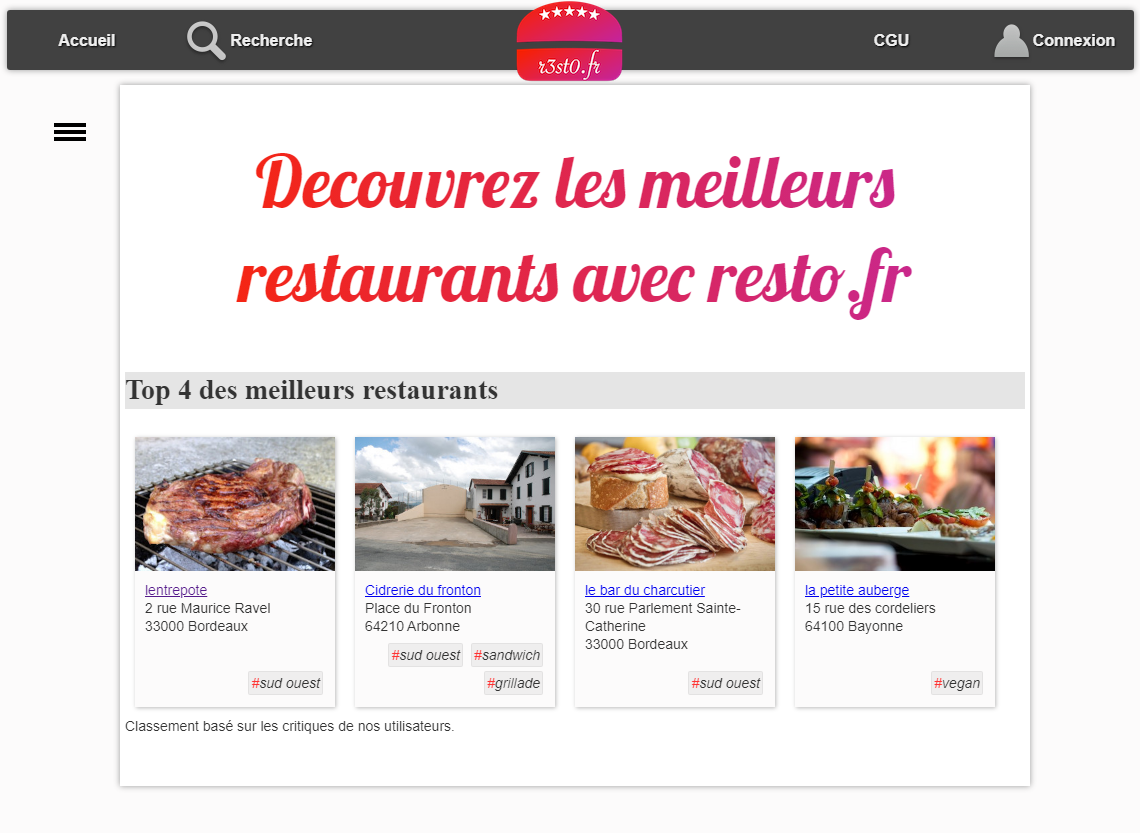 Accueil
Recherche
★★★★★
r3st0.fr
CGU
Connexion
Decouvrez les meilleurs
restaurants avec resto.fr
Top 4 des meilleurs restaurants
lentrepote
2 rue Maurice Ravel
33000 Bordeaux
#sud ouest
Cidrerie du fronton
Place du Fronton
64210 Arbonne
#sud ouest #sandwich
#grillade
le bar du charcutier
30 rue Parlement Sainte-
Catherine
33000 Bordeaux
#sud ouest
la petite auberge
15 rue des cordeliers
64100 Bayonne
#vegan
Classement basé sur les critiques de nos utilisateurs.